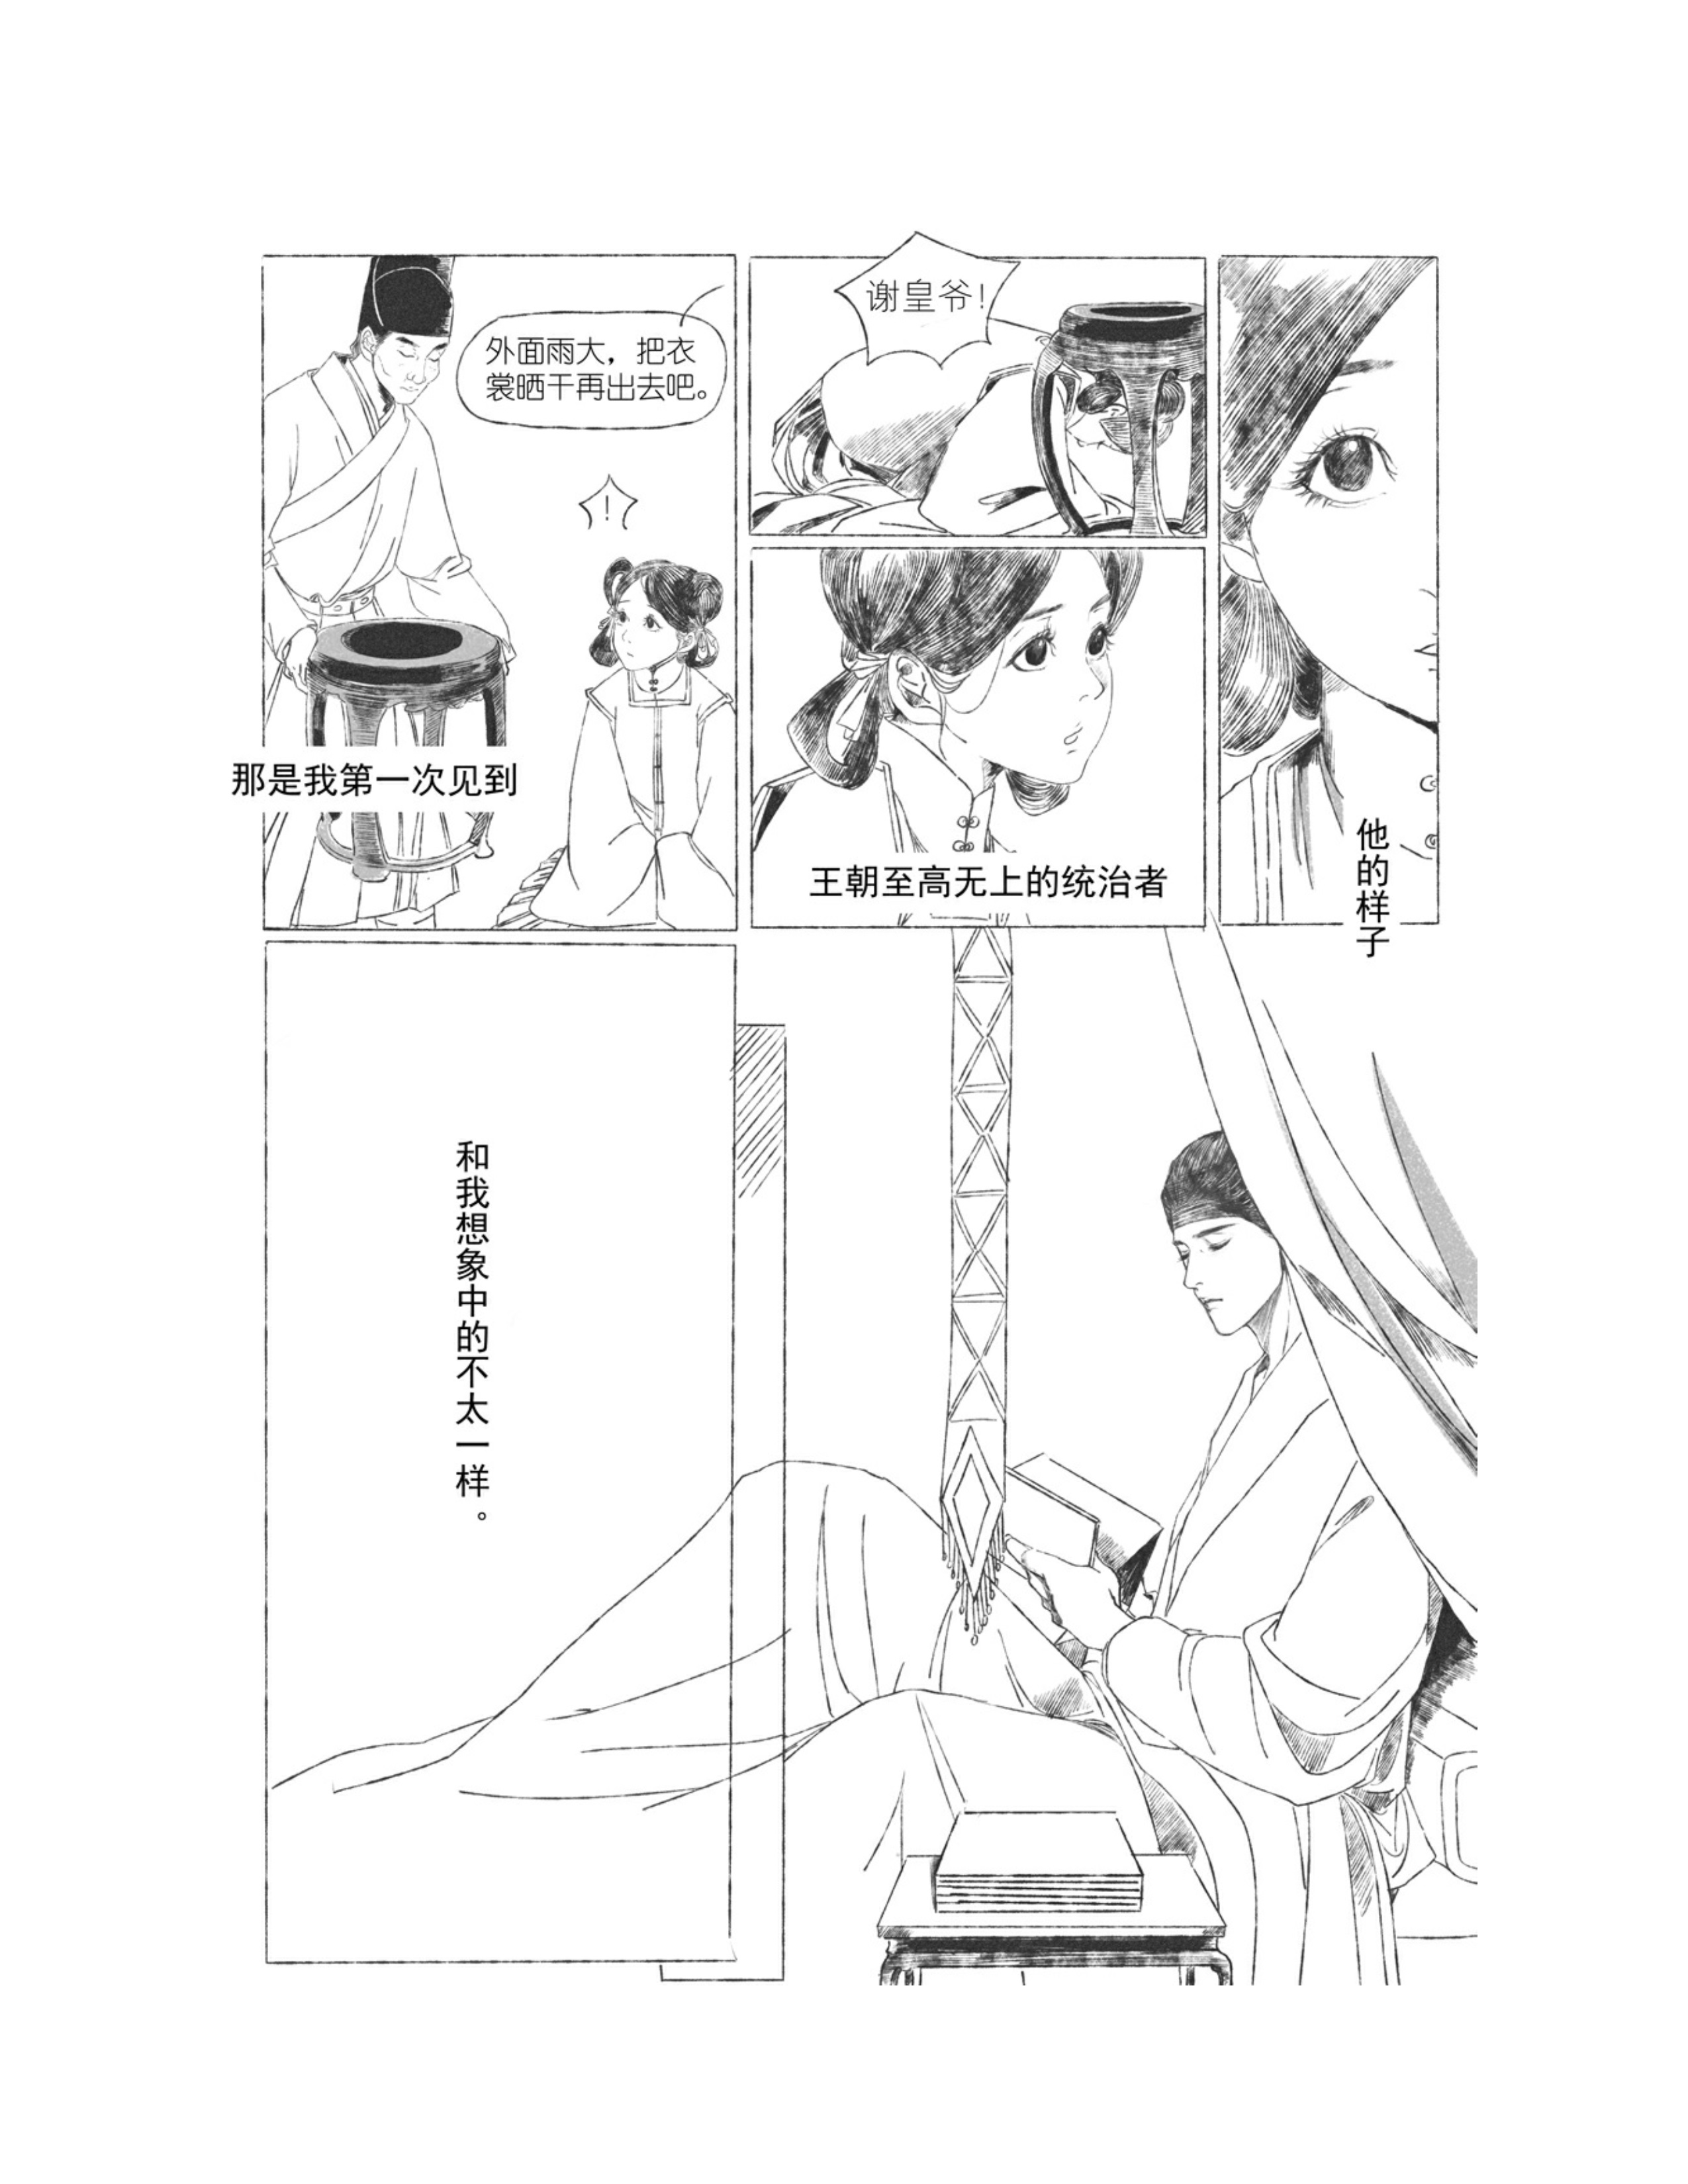 外面雨大，把衣
裳晒干再出去吧。
!
那是我第一次见到
谢皇爷!
王朝至高无上的统治者
他的样子
和我想象中的不太一样。